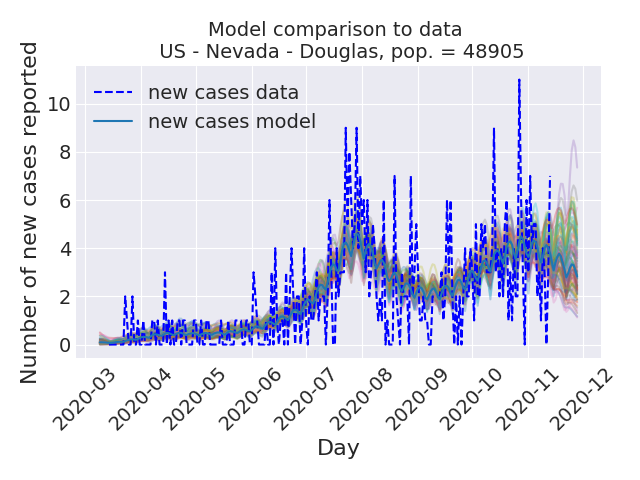 Model comparison to data
US - Nevada - Douglas, pop. = 48905
Number of new cases reported
new cases data
new cases model
10
8
6
4
2
0
2020-03
2020-04
2020-05
2020-06
2020-07
2020-08
2020-09
2020-10
2020-11
2020-12
Day